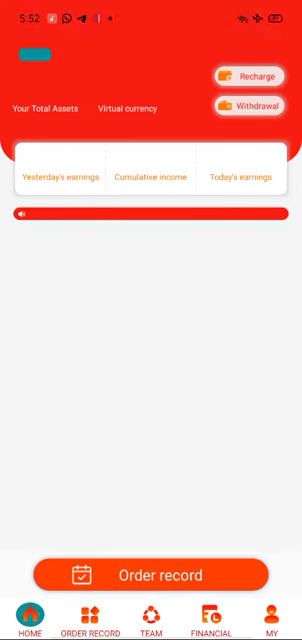 5:52
Recharge
Your Total Assets Virtual currency
Withdrawal
Yesterday's earnings Cumulative income Today's earnings
Order record
HOME ORDER RECORD TEAM FINANCIAL MY